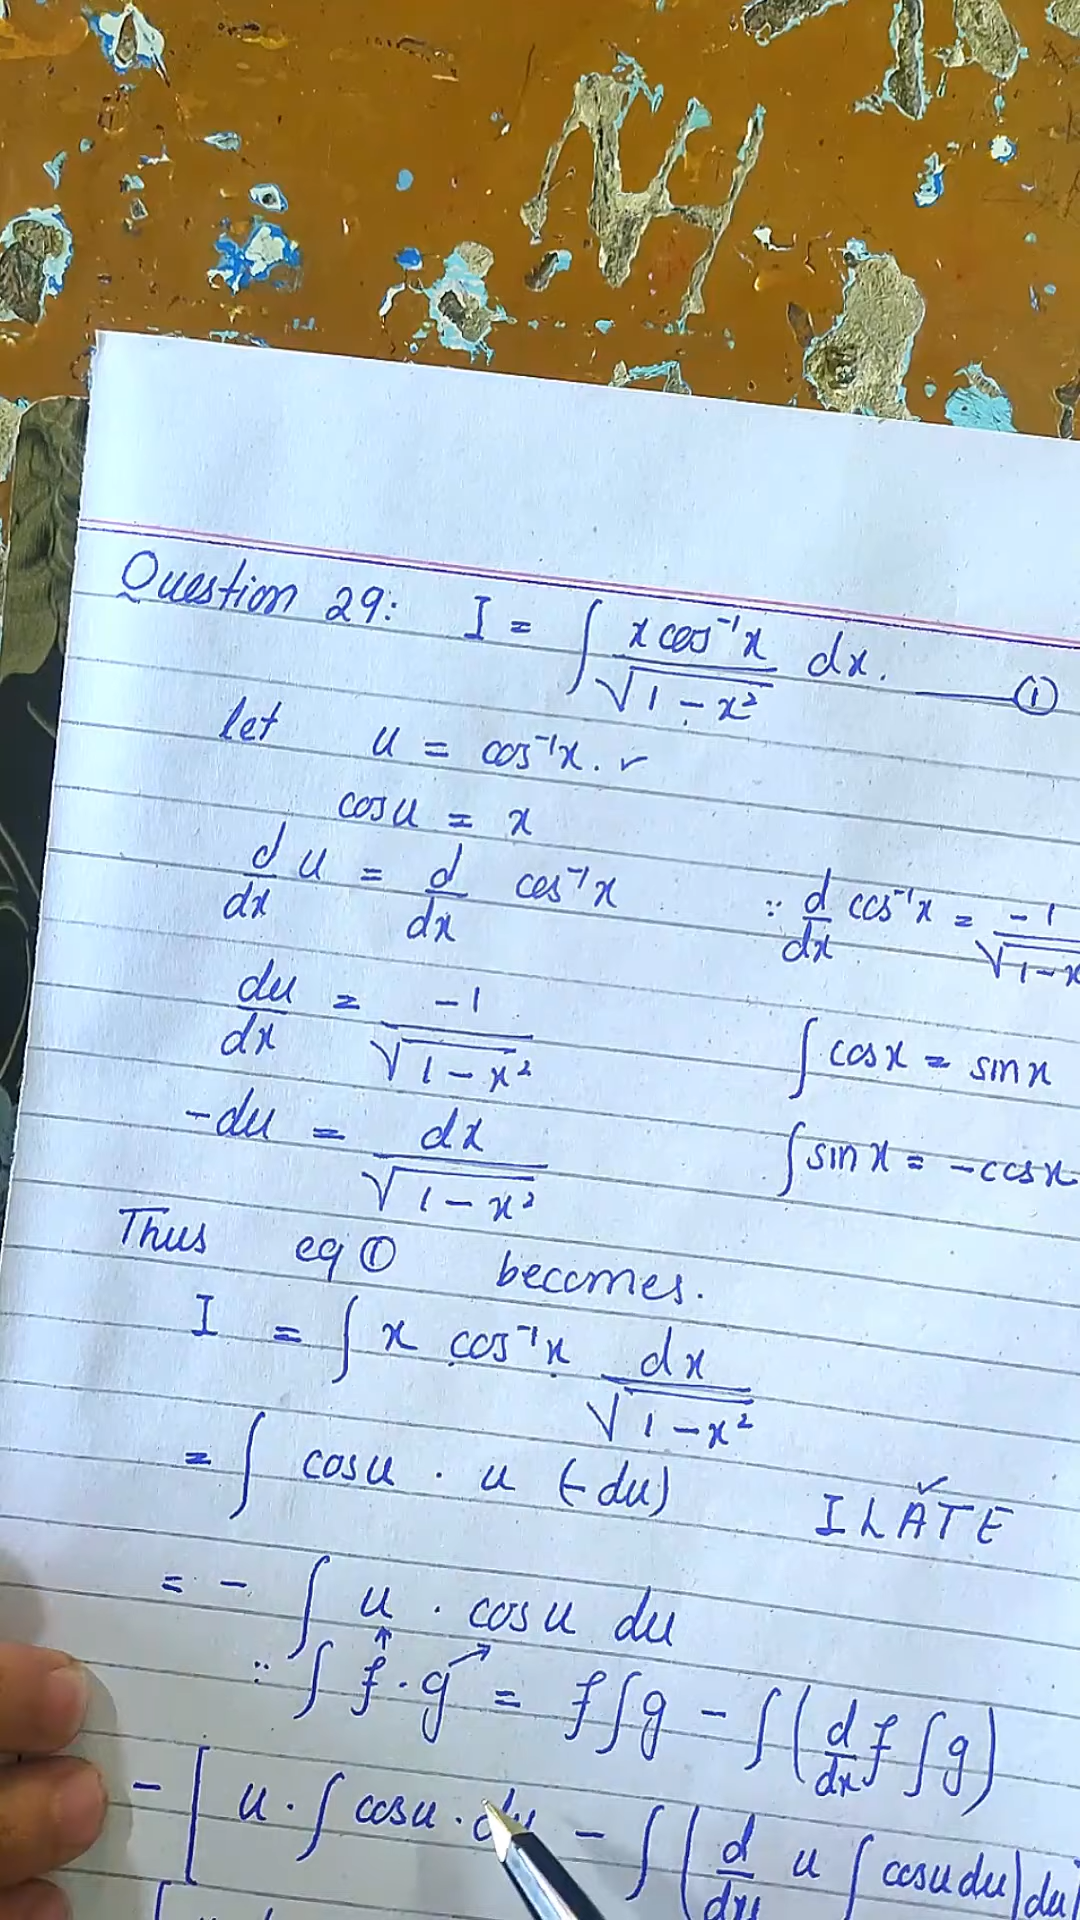 Question 29: I = ∫ x cos⁻¹x / √(1 − x²) dx. —— ①
let u = cos⁻¹x. ✓
cos u = x
d/dx u = d/dx cos⁻¹x ∵ d/dx cos⁻¹x = −1 / √(1−x
du/dx = −1 / √(1 − x²) ∫ cos x = sin x
−du = dx / √(1 − x²) ∫ sin x = −cos x
Thus eq ① becomes.
I = ∫ x cos⁻¹x dx / √(1 − x²)
= ∫ cos u · u (−du) ILATE ✓
= − ∫ u · cos u du
∵ ∫ f · g = f ∫ g − ∫ (d/dx f ∫ g)
− [ u · ∫ cos u · du − ∫ (d/du u ∫ cos u du) du ]